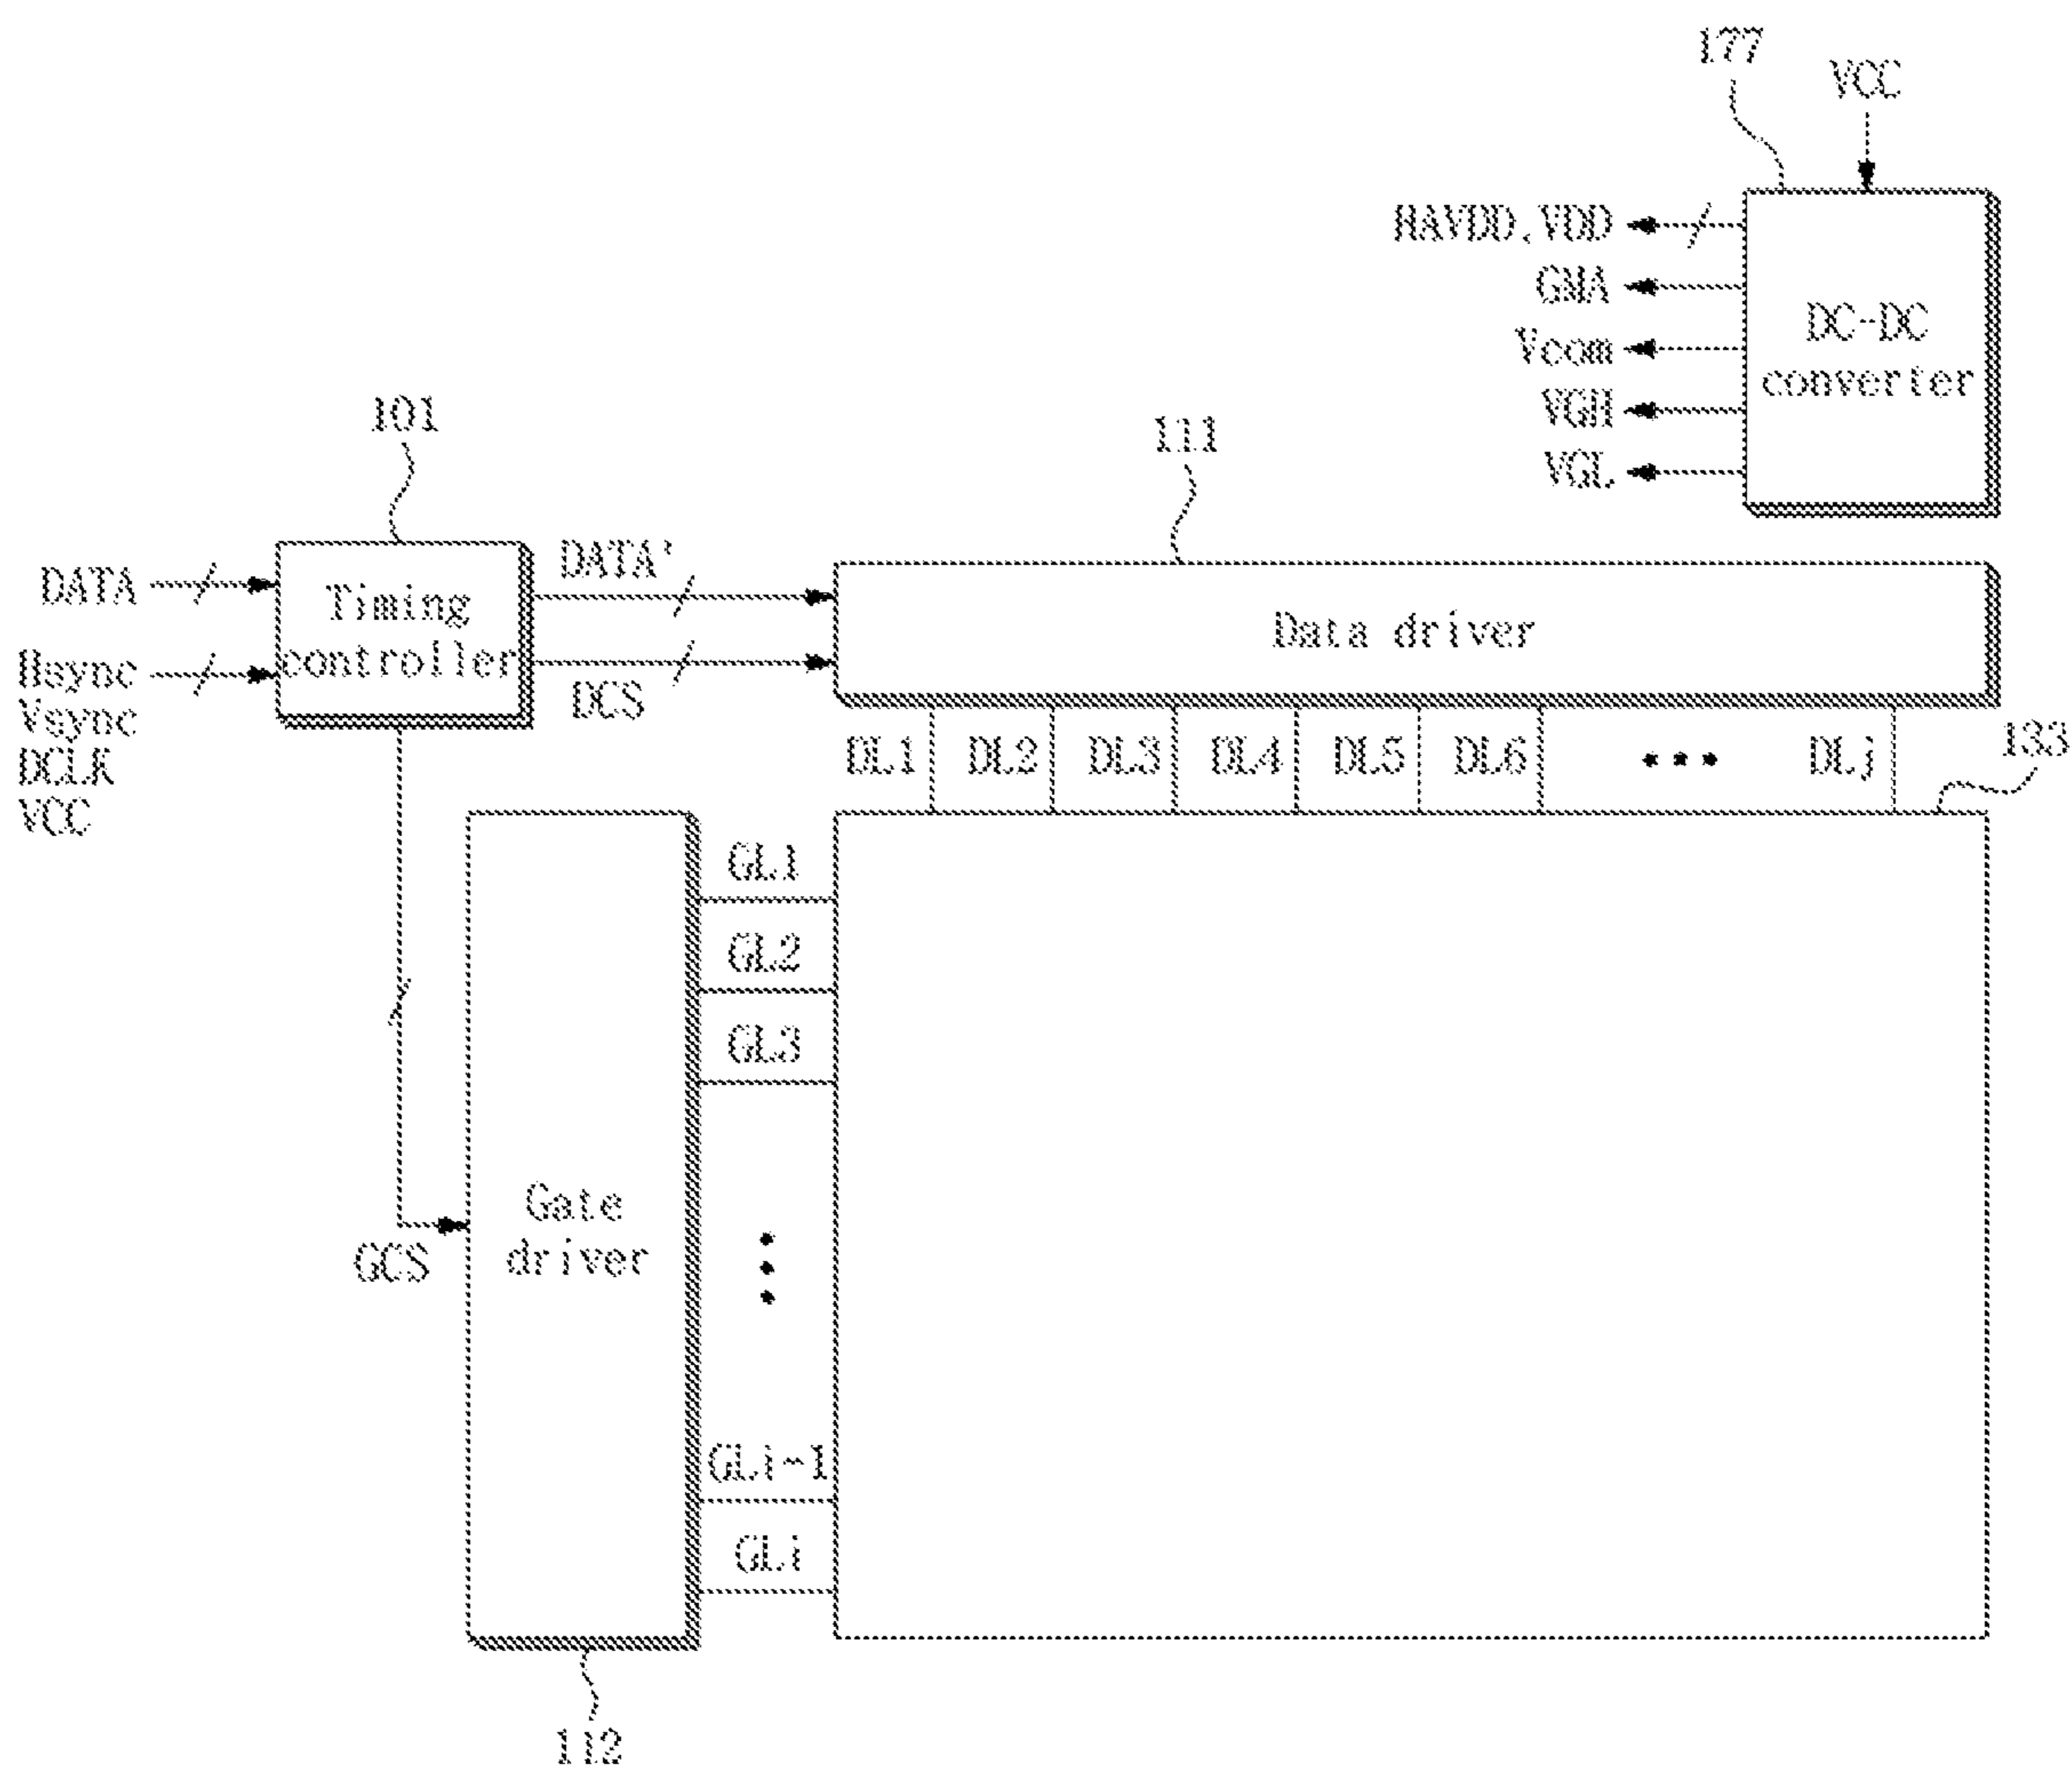 177
VCC
HAVDD,VDD
GMA
Vcom
VGH
VGL
DC-DC
converter
101
111
DATA
Hsync
Vsync
DCLK
VCC
Timing
controller
DATA'
DCS
Data driver
DL1 DL2 DL3 DL4 DL5 DL6 ••• DLj
133
GL1
GL2
GL3
GLi-1
GLi
Gate
driver
GCS
112